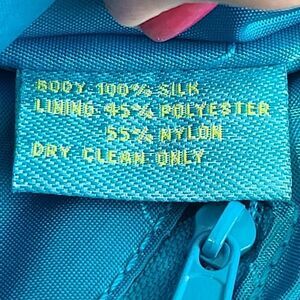 BODY 100% SILK
LINING 45% POLYESTER
55% NYLON
DRY CLEAN ONLY